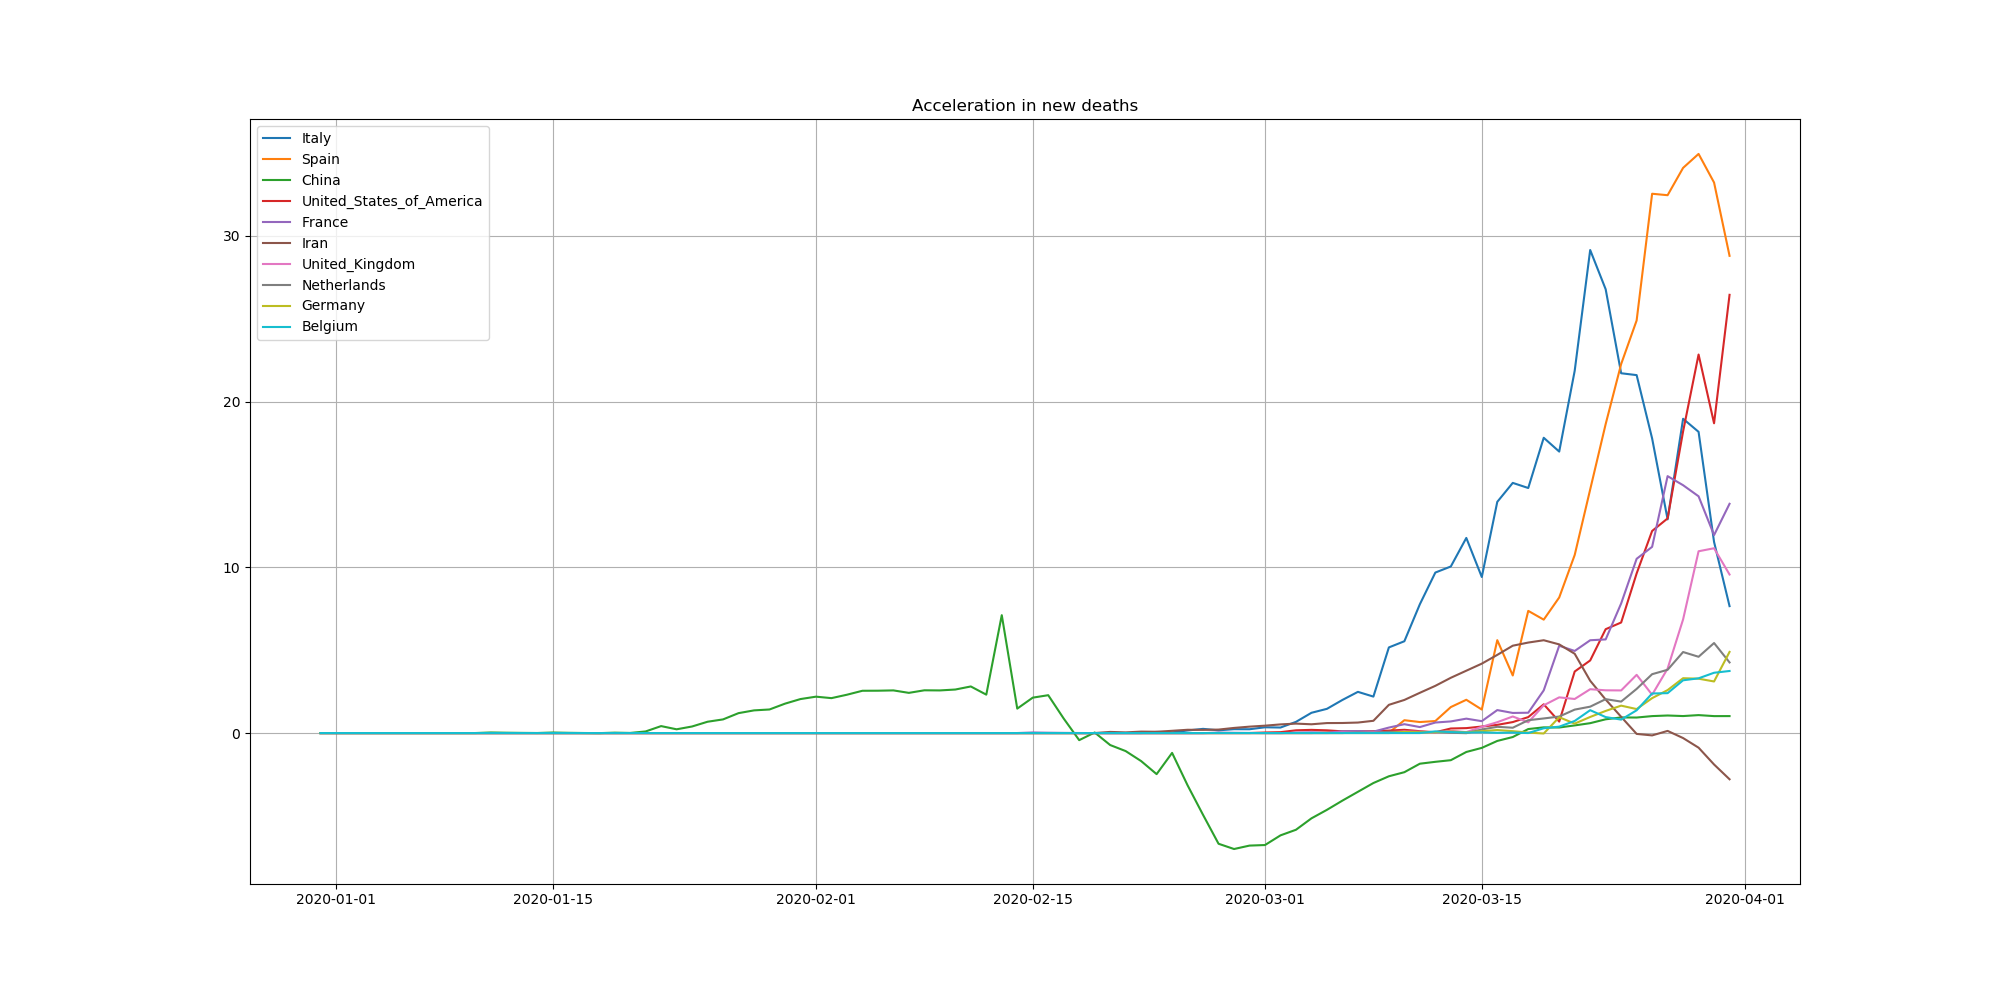 Acceleration in new deaths
Italy
Spain
China
United_States_of_America
France
Iran
United_Kingdom
Netherlands
Germany
Belgium
30
20
10
0
2020-01-01 2020-01-15 2020-02-01 2020-02-15 2020-03-01 2020-03-15 2020-04-01